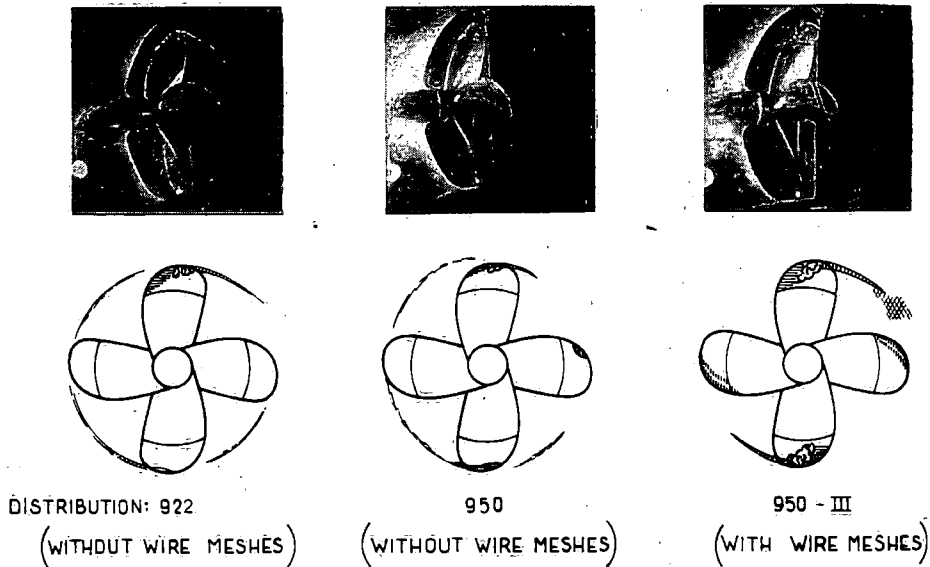 DISTRIBUTION: 922
(WITHOUT WIRE MESHES)
950
(WITHOUT WIRE MESHES)
950 - III
(WITH WIRE MESHES)